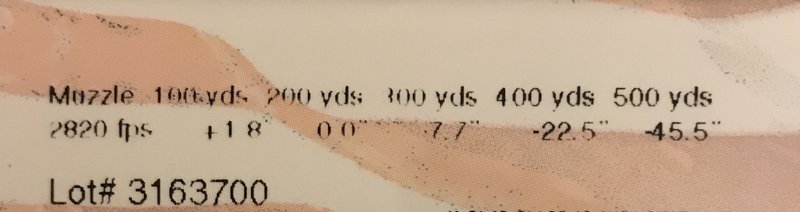 Muzzle 100 yds 200 yds 300 yds 400 yds 500 yds
2820 fps +1.8" 0.0" -7.7" -22.5" -45.5"
Lot# 3163700